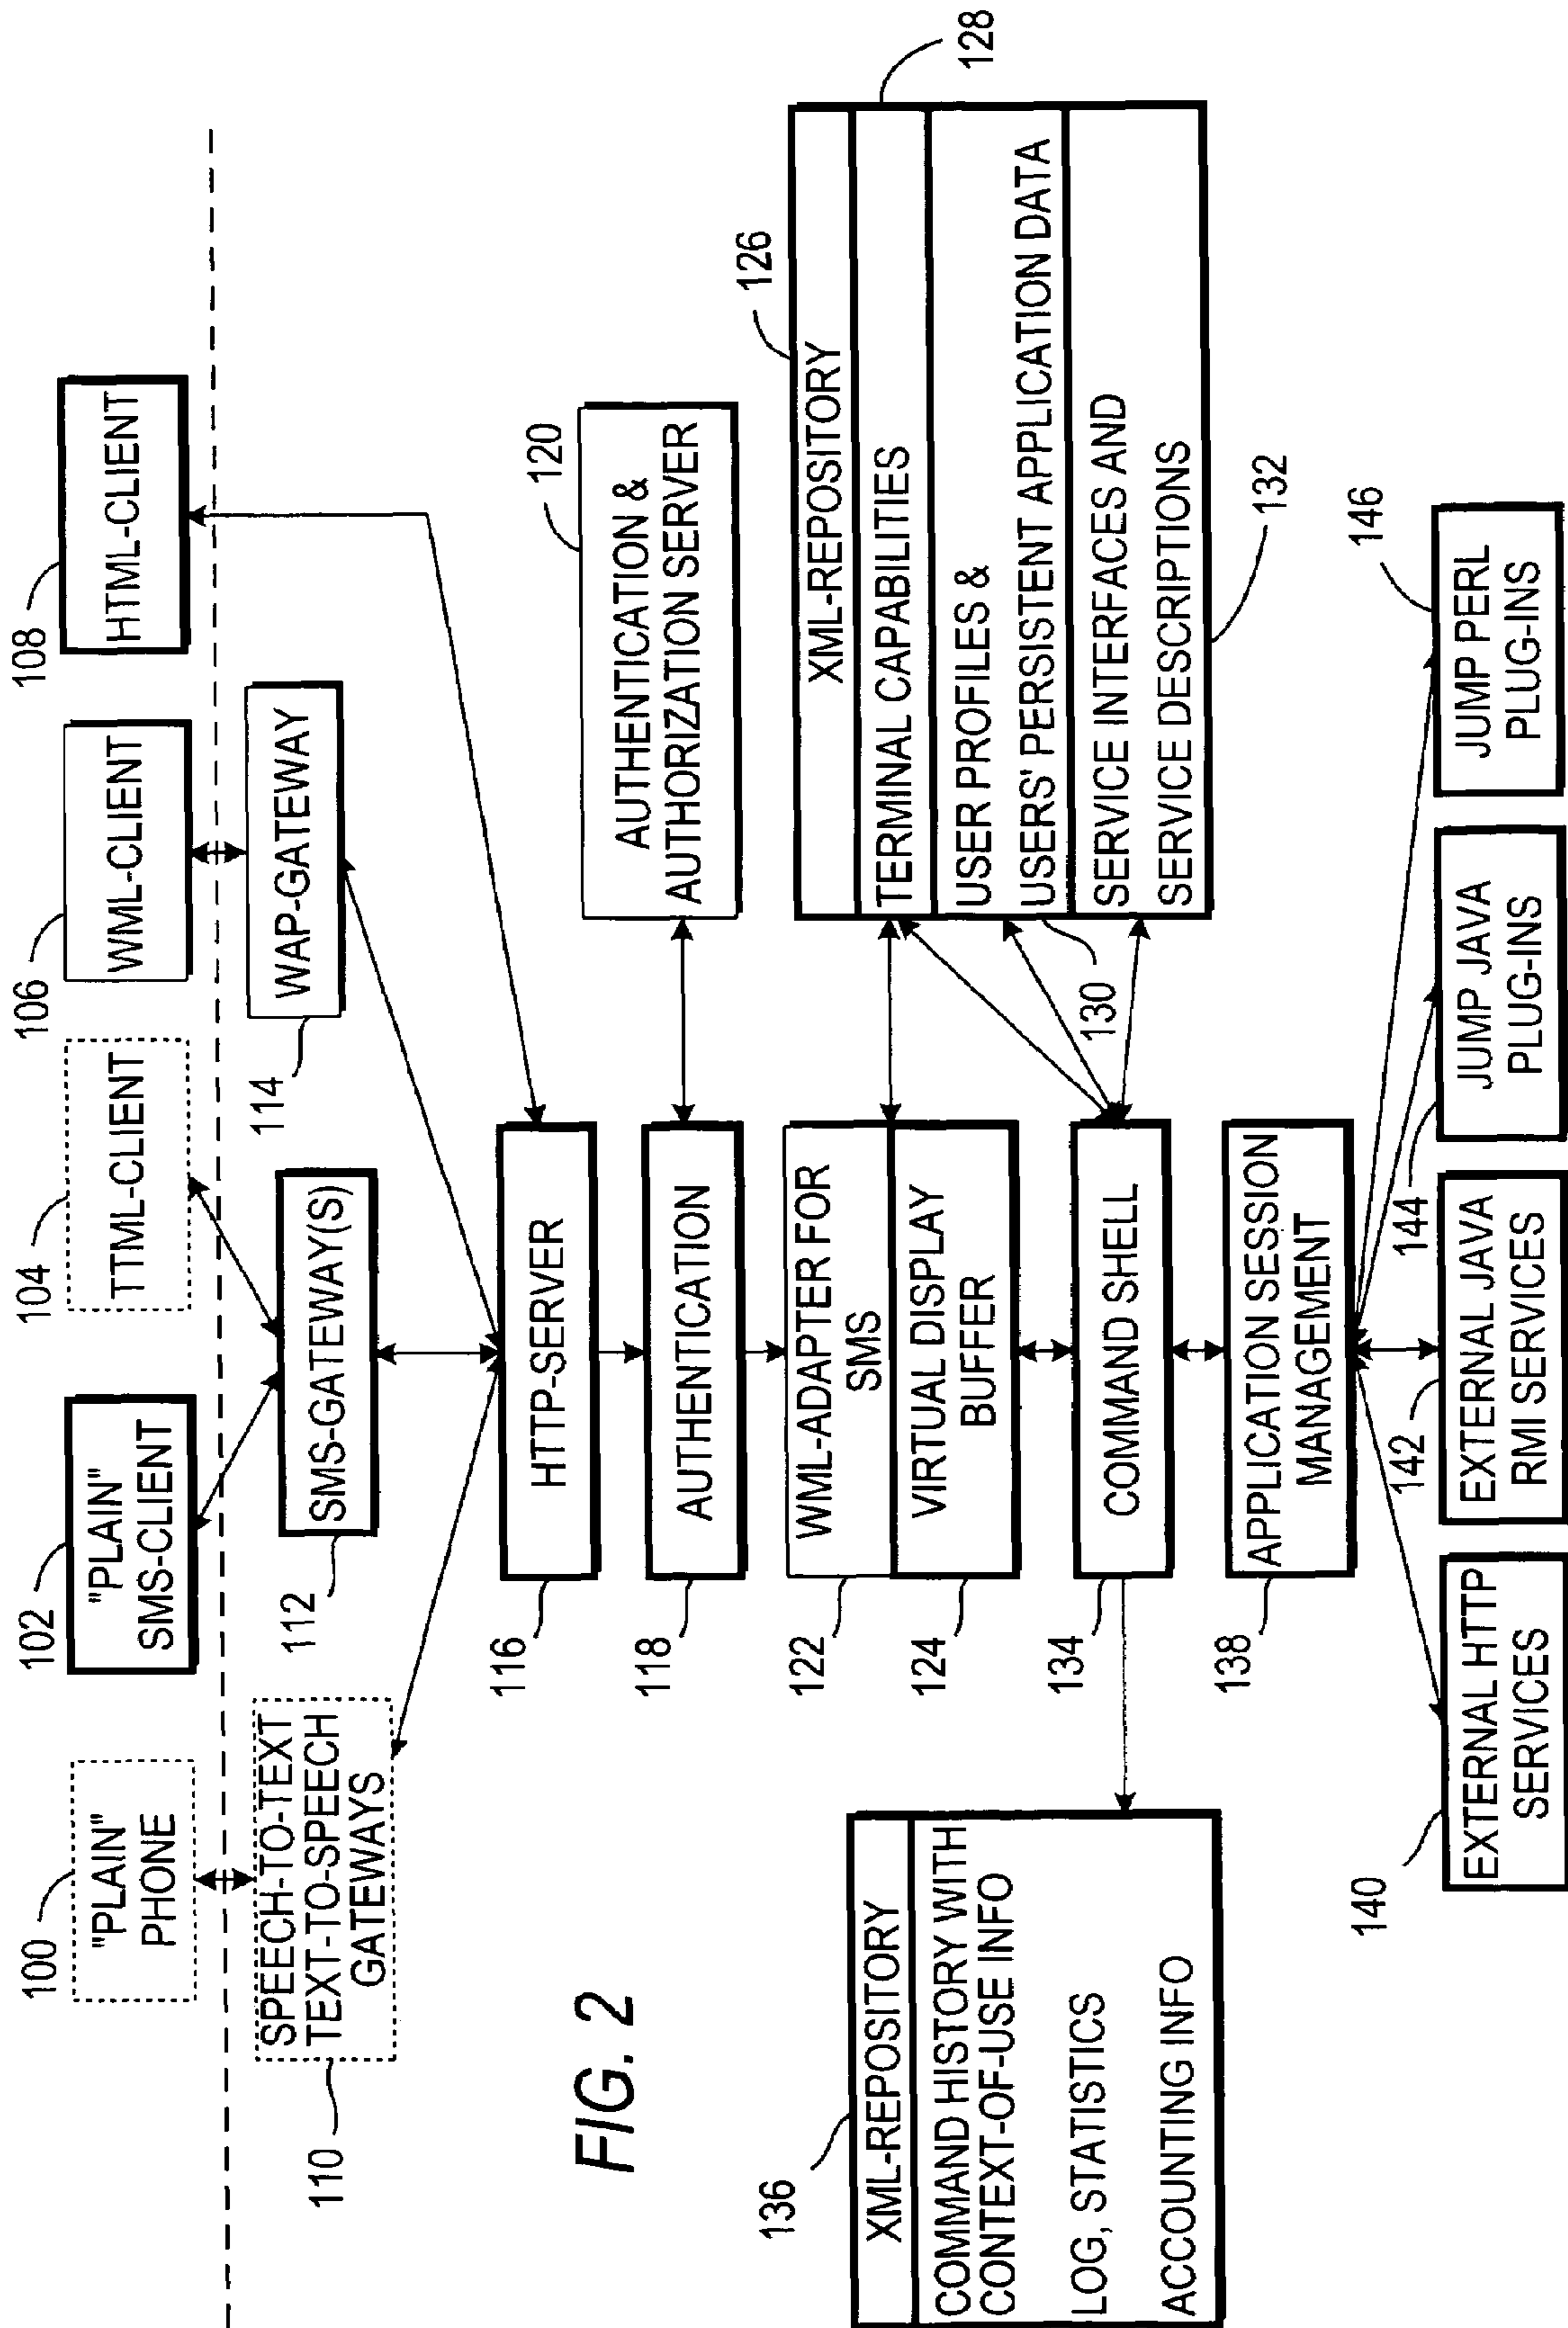 100
"PLAIN"
PHONE
102
"PLAIN"
SMS-CLIENT
104
TTML-CLIENT
106
WML-CLIENT
108
HTML-CLIENT
110
SPEECH-TO-TEXT
TEXT-TO-SPEECH
GATEWAYS
112
SMS-GATEWAY(S)
114
WAP-GATEWAY
FIG. 2
116
HTTP-SERVER
118
AUTHENTICATION
120
AUTHENTICATION &
AUTHORIZATION SERVER
122
WML-ADAPTER FOR
SMS
124
VIRTUAL DISPLAY
BUFFER
126
XML-REPOSITORY
128
TERMINAL CAPABILITIES
USER PROFILES &
USERS' PERSISTENT APPLICATION DATA
130
SERVICE INTERFACES AND
SERVICE DESCRIPTIONS
132
134
COMMAND SHELL
136
XML-REPOSITORY
COMMAND HISTORY WITH
CONTEXT-OF-USE INFO
LOG, STATISTICS
ACCOUNTING INFO
138
APPLICATION SESSION
MANAGEMENT
140
EXTERNAL HTTP
SERVICES
142
EXTERNAL JAVA
RMI SERVICES
144
JUMP JAVA
PLUG-INS
146
JUMP PERL
PLUG-INS